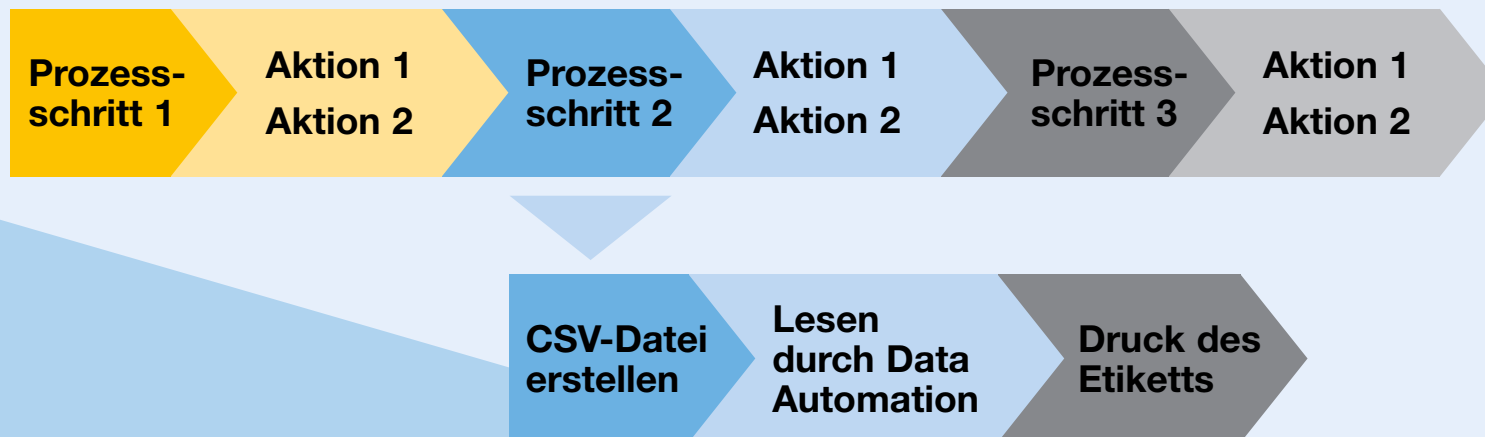 Prozess-
schritt 1
Aktion 1
Aktion 2
Prozess-
schritt 2
Aktion 1
Aktion 2
Prozess-
schritt 3
Aktion 1
Aktion 2
CSV-Datei
erstellen
Lesen
durch Data
Automation
Druck des
Etiketts